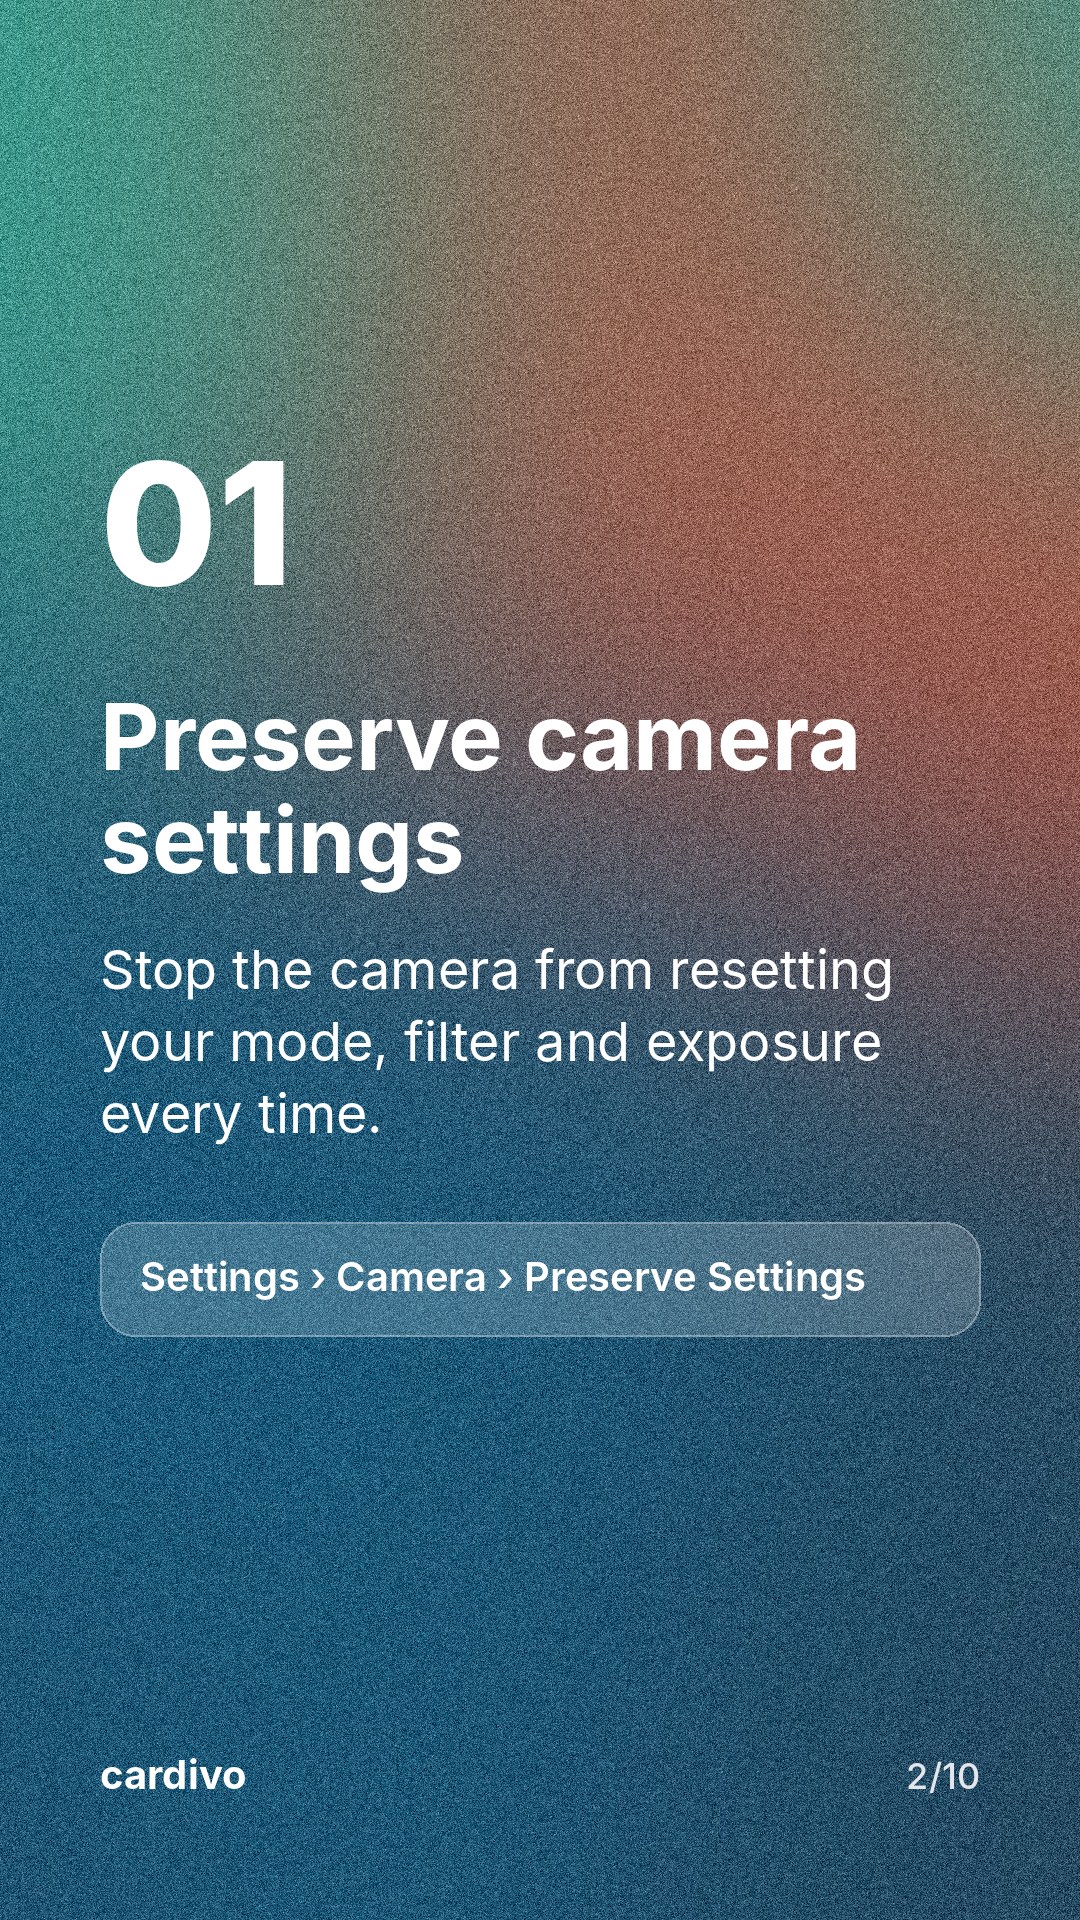 01
Preserve camera
settings
Stop the camera from resetting
your mode, filter and exposure
every time.
Settings › Camera › Preserve Settings
cardivo
2/10